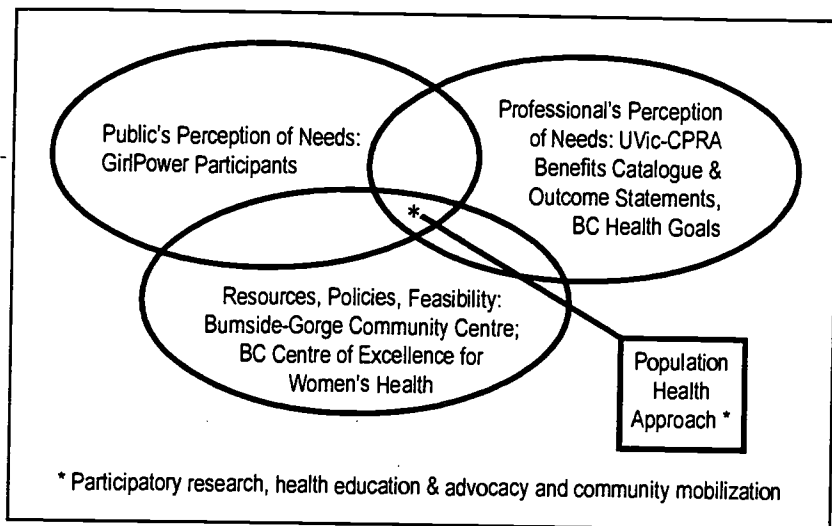 Public's Perception of Needs:
GirlPower Participants
Professional's Perception
of Needs: UVic-CPRA
Benefits Catalogue &
Outcome Statements,
BC Health Goals
*
Resources, Policies, Feasibility:
Burnside-Gorge Community Centre;
BC Centre of Excellence for
Women's Health
Population
Health
Approach *
* Participatory research, health education & advocacy and community mobilization